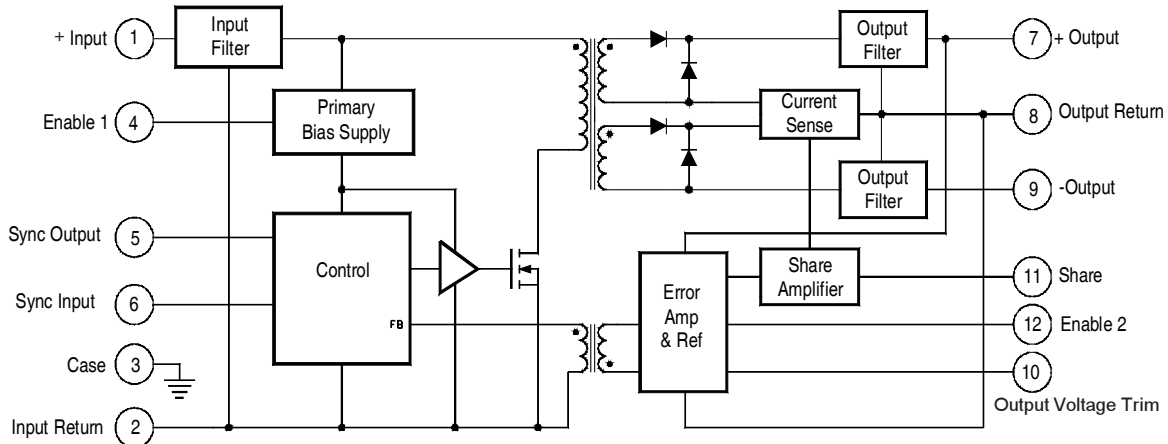 + Input
1
Input
Filter
Output
Filter
7
+ Output
Enable 1
4
Primary
Bias Supply
Current
Sense
8
Output Return
Output
Filter
9
-Output
Sync Output
5
Control
Sync Input
6
FB
Error
Amp
& Ref
Share
Amplifier
11
Share
12
Enable 2
Case
3
10
Output Voltage Trim
Input Return
2